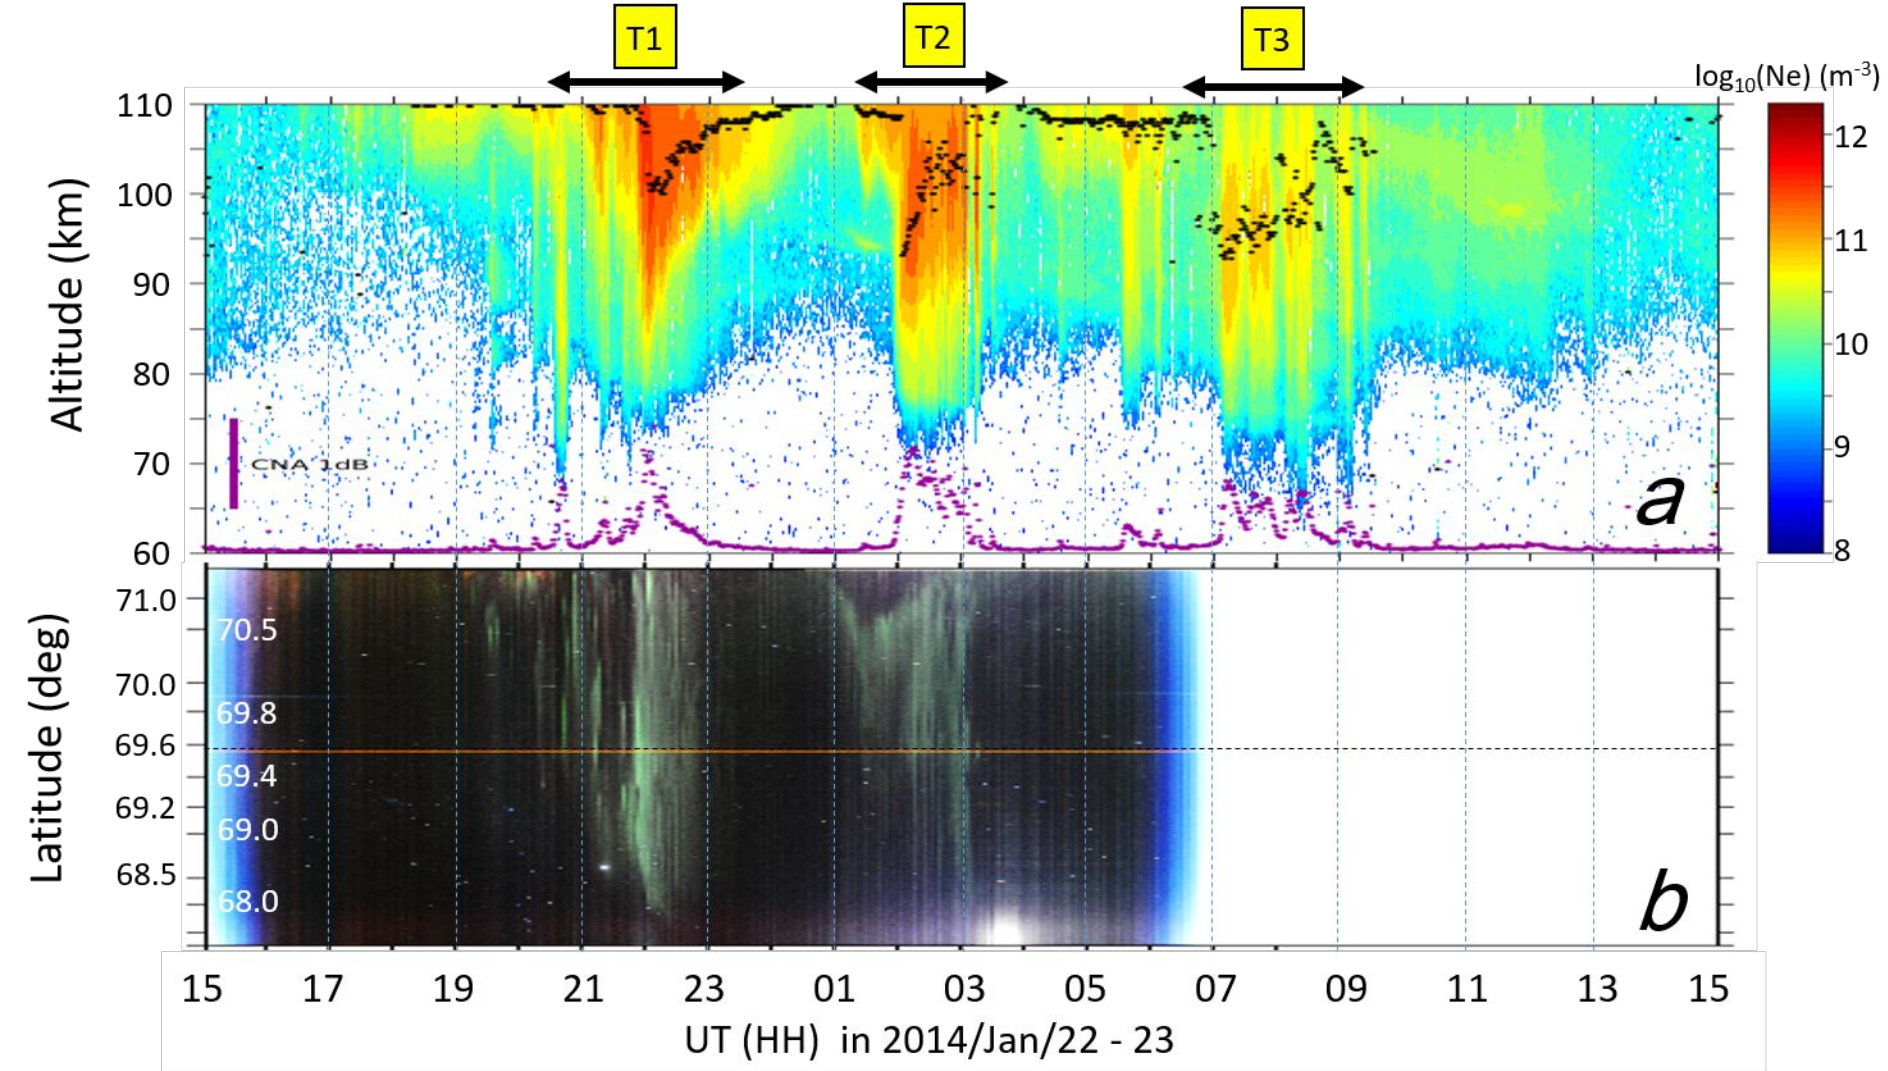 T1 T2 T3
log10(Ne) (m-3)
110
100
90
80
70
60
Altitude (km)
CNA 1dB
a
12
11
10
9
8
71.0
70.5
70.0
69.8
69.6
69.4
69.2
69.0
68.5
68.0
Latitude (deg)
b
15 17 19 21 23 01 03 05 07 09 11 13 15
UT (HH) in 2014/Jan/22 - 23